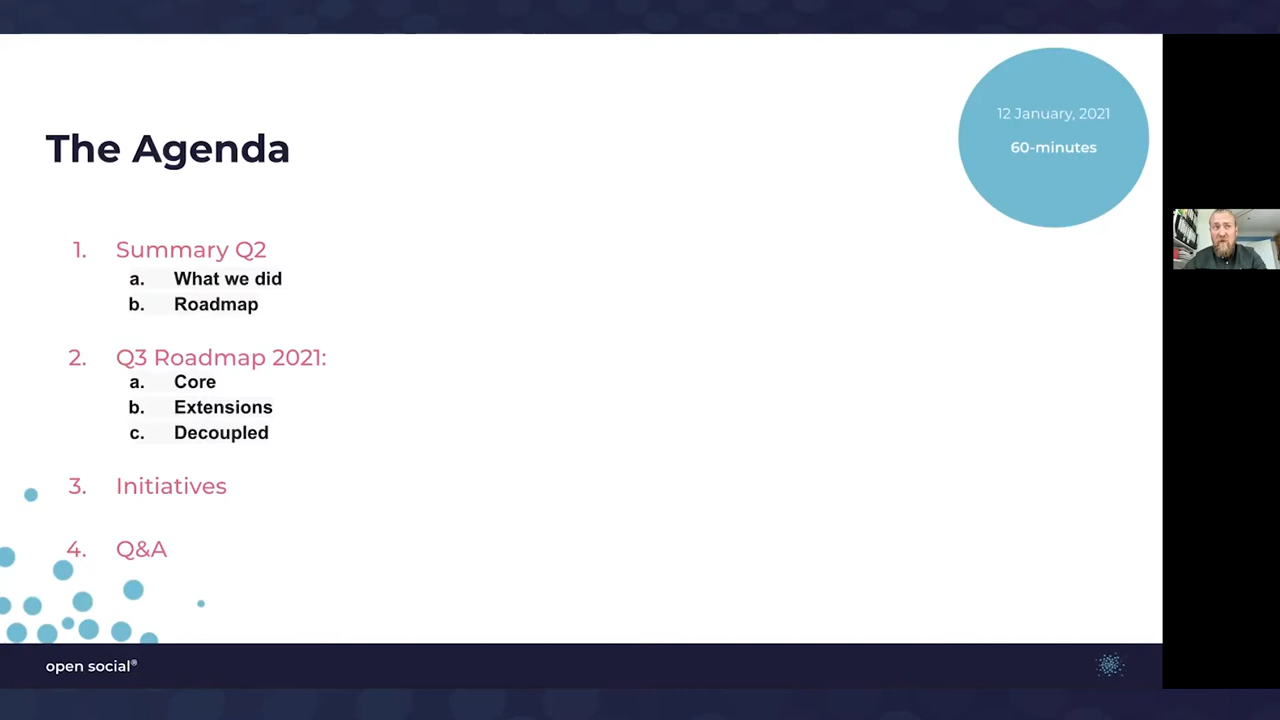 12 January, 2021
60-minutes
The Agenda
1. Summary Q2
a. What we did
b. Roadmap
2. Q3 Roadmap 2021:
a. Core
b. Extensions
c. Decoupled
3. Initiatives
4. Q&A
open social®